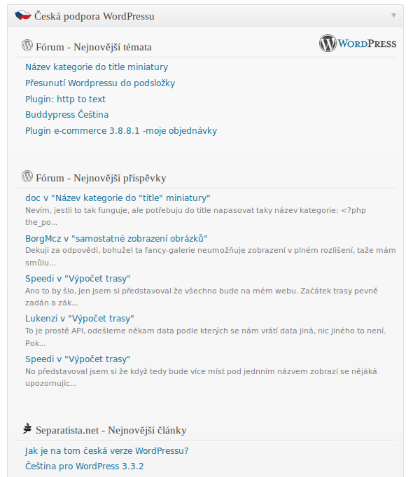 Česká podpora WordPressu
Fórum - Nejnovější témata
WordPress
Název kategorie do title miniatury
Přesunutí Wordpressu do podsložky
Plugin: http to text
Buddypress Čeština
Plugin e-commerce 3.8.8.1 -moje objednávky
Fórum - Nejnovější příspěvky
doc v "Název kategorie do "title" miniatury"
Nevím, jestli to tak funguje, ale potřebuju do title napasovat taky název kategorie: <?php
the_po...
BorgMcz v "samostatné zobrazení obrázků"
Dekuji za odpovědi, bohužel ta fancy-galerie neumožňuje zobrazení v plném rozlišení, taže mám
smůlu...
Speedi v "Výpočet trasy"
Ano to by šlo, jen jsem si představoval že všechno bude na mém webu. Začátek trasy pevně
zadán a zák...
Lukenzi v "Výpočet trasy"
To je prostě API, odešleme někam data podle kterých se nám vrátí data jiná, nic jiného to není.
Pok...
Speedi v "Výpočet trasy"
No představoval jsem si že když tedy bude více míst pod jednním názvem zobrazí se nějáká
upozornujíc...
Separatista.net - Nejnovější články
Jak je na tom česká verze WordPressu?
Čeština pro WordPress 3.3.2